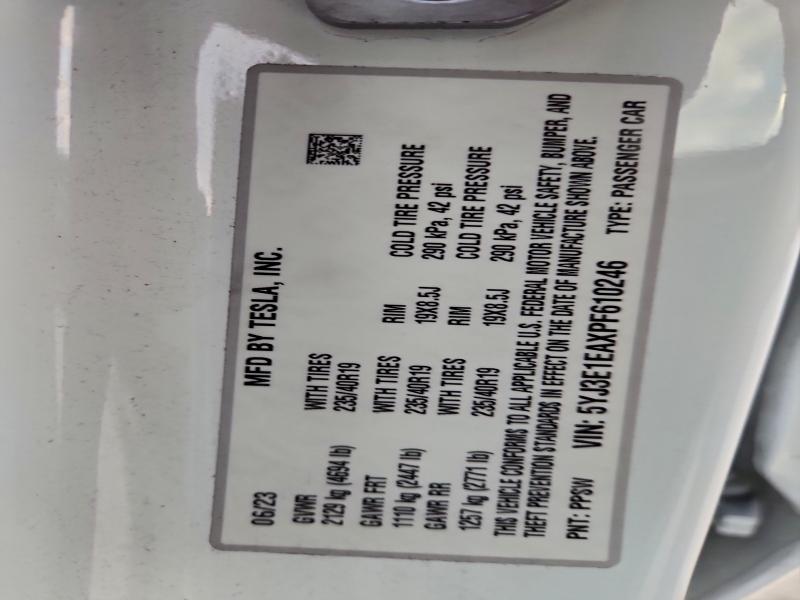 MFD BY TESLA, INC.
06/23
GVWR WITH TIRES RIM COLD TIRE PRESSURE
2129 kg (4694 lb) 235/40R19 19X8.5J 290 kPa, 42 psi
GAWR FRT WITH TIRES RIM COLD TIRE PRESSURE
1110 kg (2447 lb) 235/40R19 19X8.5J 290 kPa, 42 psi
GAWR RR WITH TIRES
1257 kg (2771 lb) 235/40R19
THIS VEHICLE CONFORMS TO ALL APPLICABLE U.S. FEDERAL MOTOR VEHICLE SAFETY, BUMPER, AND
THEFT PREVENTION STANDARDS IN EFFECT ON THE DATE OF MANUFACTURE SHOWN ABOVE.
PNT: PPSW VIN: 5YJ3E1EAXPF610246 TYPE: PASSENGER CAR